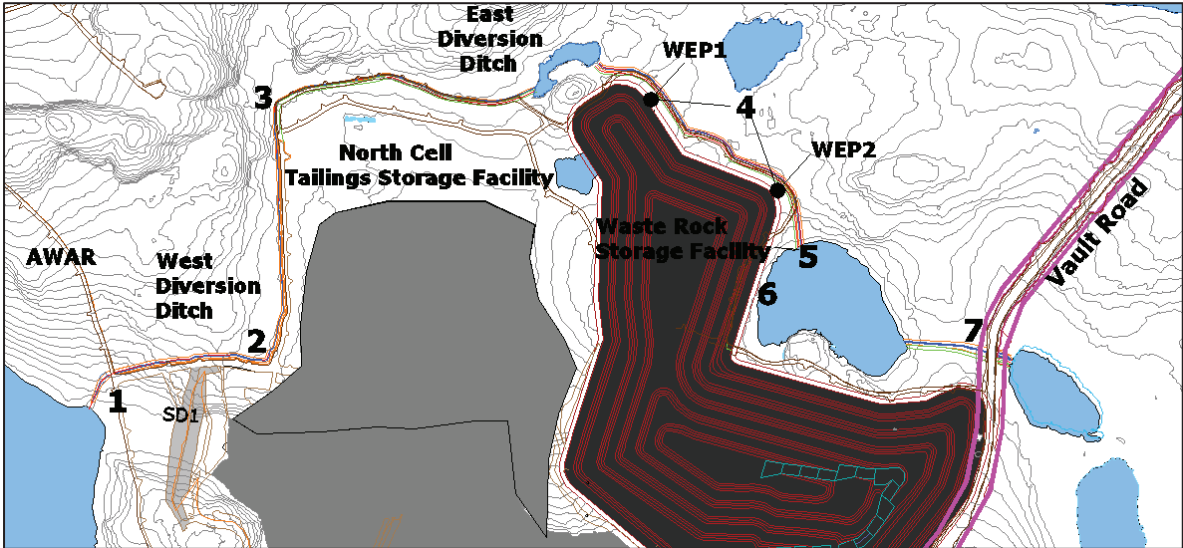 East
Diversion
Ditch
WEP1
3
4
North Cell
Tailings Storage Facility
WEP2
Vault Road
Waste Rock
Storage Facility
AWAR
West
Diversion
Ditch
5
6
2
7
1
SD1